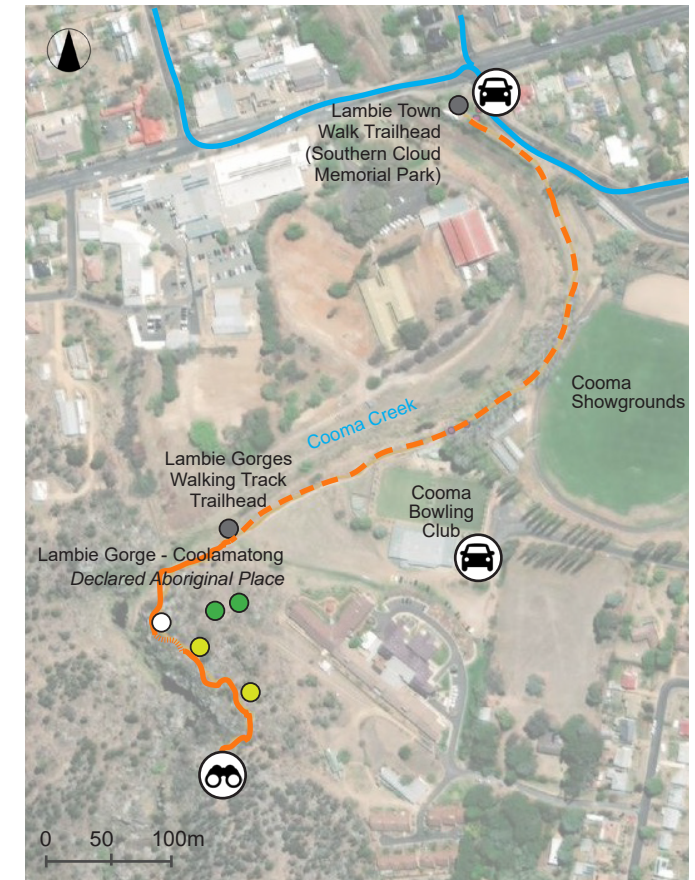 Lambie Town
Walk Trailhead
(Southern Cloud
Memorial Park)
Cooma
Showgrounds
Cooma Creek
Lambie Gorges
Walking Track
Trailhead
Cooma
Bowling
Club
Lambie Gorge - Coolamatong
Declared Aboriginal Place
0 50 100m